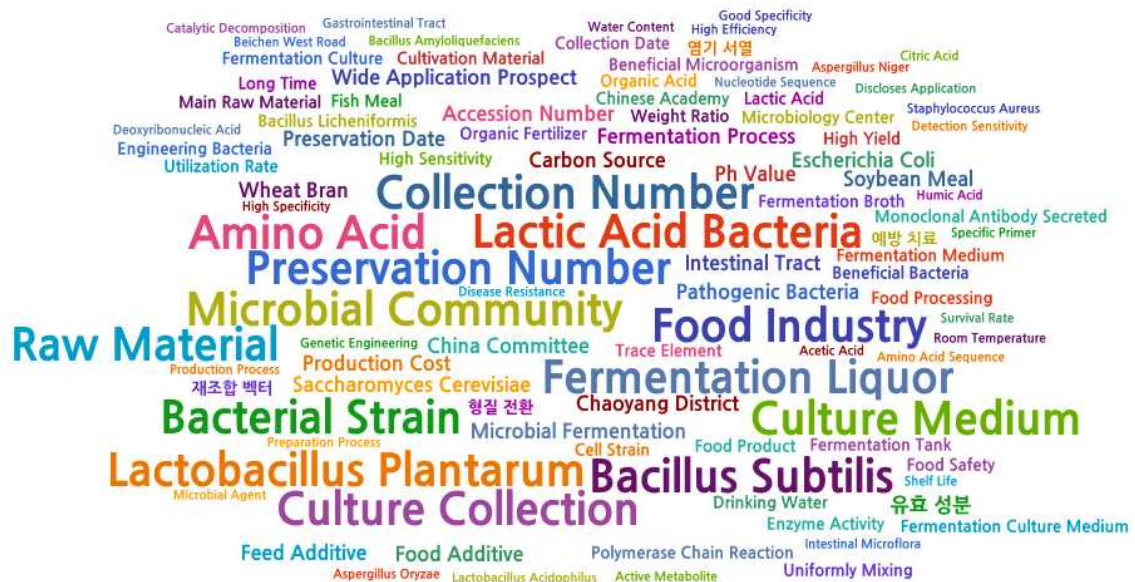 Good Specificity
Gastrointestinal Tract
Catalytic Decomposition
Water Content
High Efficiency
Beichen West Road
Bacillus Amyloliquefaciens
Collection Date
염기 서열
Fermentation Culture
Cultivation Material
Beneficial Microorganism
Aspergillus Niger
Citric Acid
Long Time
Wide Application Prospect
Organic Acid
Nucleotide Sequence
Discloses Application
Main Raw Material
Fish Meal
Chinese Academy
Lactic Acid
Accession Number
Weight Ratio
Microbiology Center
Staphylococcus Aureus
Bacillus Licheniformis
Deoxyribonucleic Acid
Preservation Date
Organic Fertilizer
Fermentation Process
High Yield
Detection Sensitivity
Engineering Bacteria
Utilization Rate
High Sensitivity
Carbon Source
Ph Value
Escherichia Coli
Soybean Meal
Wheat Bran
Collection Number
Fermentation Broth
Humic Acid
High Specificity
Amino Acid
Lactic Acid Bacteria
Monoclonal Antibody Secreted
예방 치료
Specific Primer
Preservation Number
Intestinal Tract
Fermentation Medium
Beneficial Bacteria
Disease Resistance
Pathogenic Bacteria
Food Processing
Microbial Community
Food Industry
Survival Rate
Raw Material
Genetic Engineering
China Committee
Trace Element
Acetic Acid
Room Temperature
Amino Acid Sequence
Production Process
Production Cost
Fermentation Liquor
재조합 벡터
Saccharomyces Cerevisiae
Bacterial Strain
형질 전환
Chaoyang District
Culture Medium
Microbial Fermentation
Preparation Process
Cell Strain
Food Product
Fermentation Tank
Lactobacillus Plantarum
Bacillus Subtilis
Food Safety
Shelf Life
Microbial Agent
Culture Collection
Drinking Water
유효 성분
Enzyme Activity
Fermentation Culture Medium
Feed Additive
Food Additive
Polymerase Chain Reaction
Intestinal Microflora
Aspergillus Oryzae
Lactobacillus Acidophilus
Active Metabolite
Uniformly Mixing